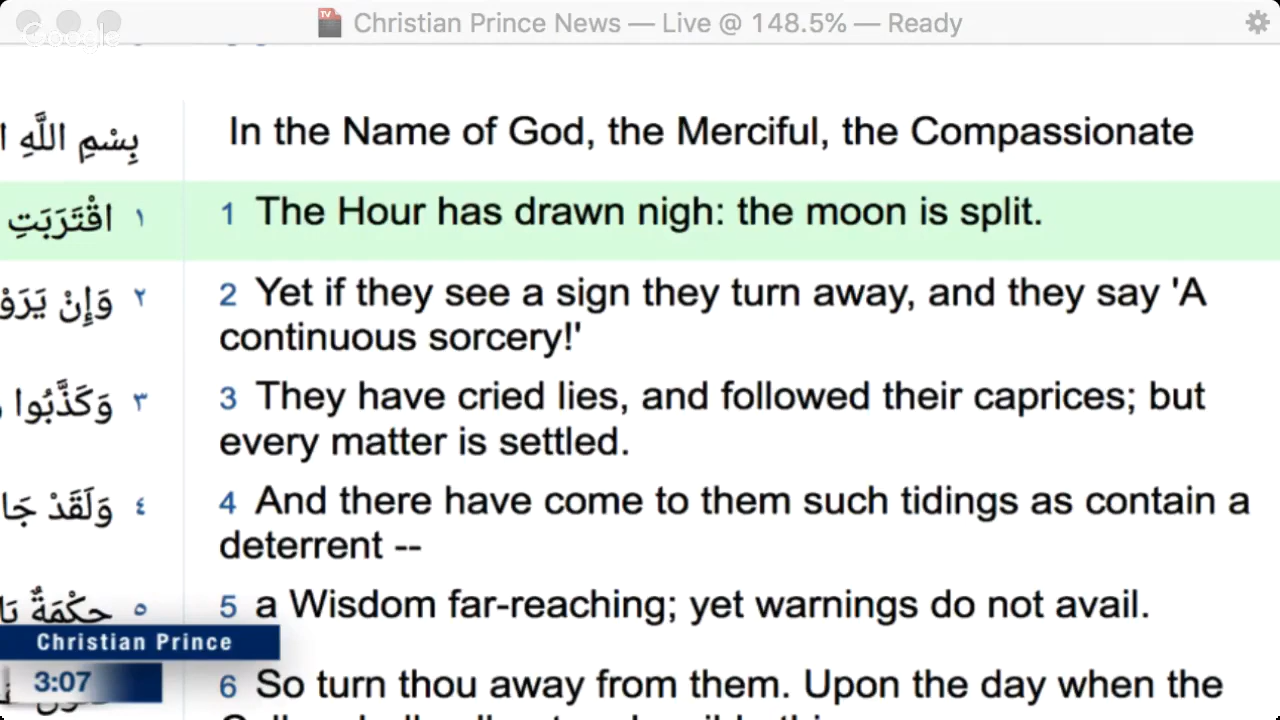 Christian Prince News — Live @ 148.5% — Ready
Google
بِسْمِ اللَّهِ
In the Name of God, the Merciful, the Compassionate
اقْتَرَبَتِ ١
1 The Hour has drawn nigh: the moon is split.
وَإِنْ ٢
2 Yet if they see a sign they turn away, and they say 'A
continuous sorcery!'
وَكَذَّبُوا ٣
3 They have cried lies, and followed their caprices; but
every matter is settled.
وَلَقَدْ ٤
4 And there have come to them such tidings as contain a
deterrent --
حِكْمَةٌ ٥
5 a Wisdom far-reaching; yet warnings do not avail.
Christian Prince
3:07
6 So turn thou away from them. Upon the day when the